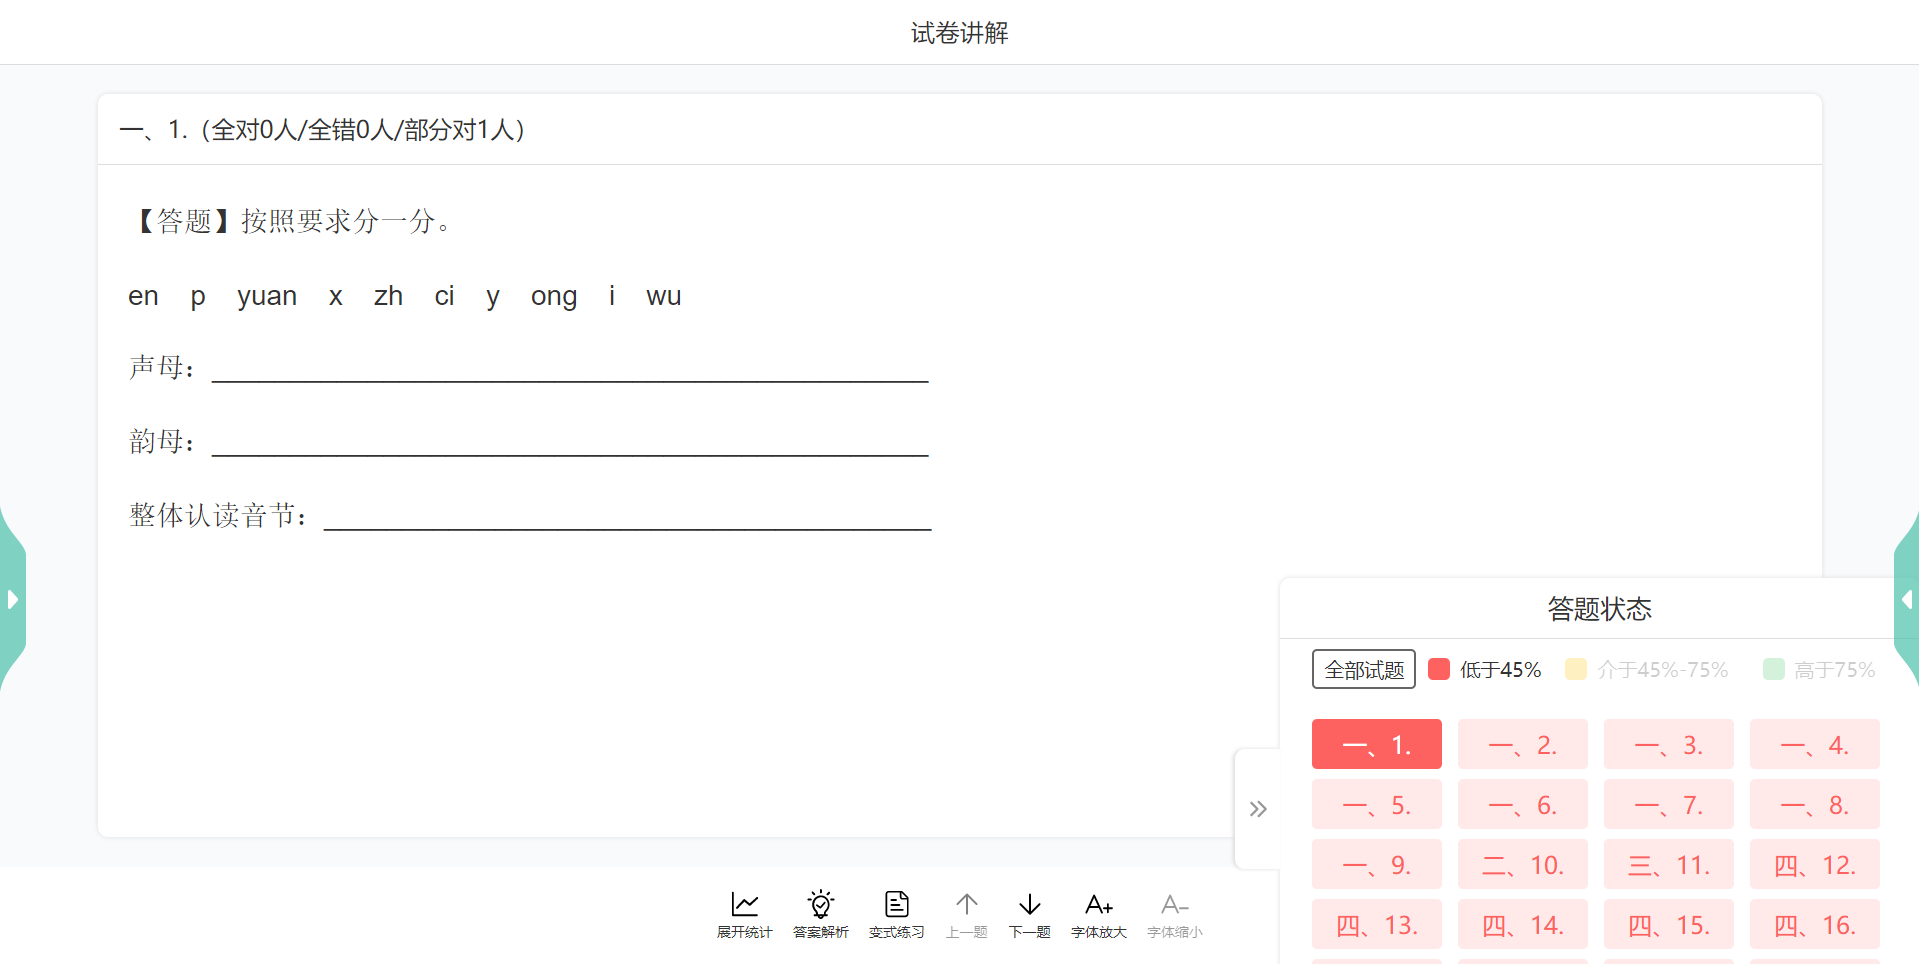 试卷讲解
一、1.（全对0人/全错0人/部分对1人）
【答题】按照要求分一分。
en p yuan x zh ci y ong i wu
声母：
韵母：
整体认读音节：
答题状态
全部试题 低于45% 介于45%-75% 高于75%
一、1. 一、2. 一、3. 一、4.
一、5. 一、6. 一、7. 一、8.
一、9. 二、10. 三、11. 四、12.
四、13. 四、14. 四、15. 四、16.
展开统计 答案解析 变式练习 上一题 下一题 字体放大 字体缩小